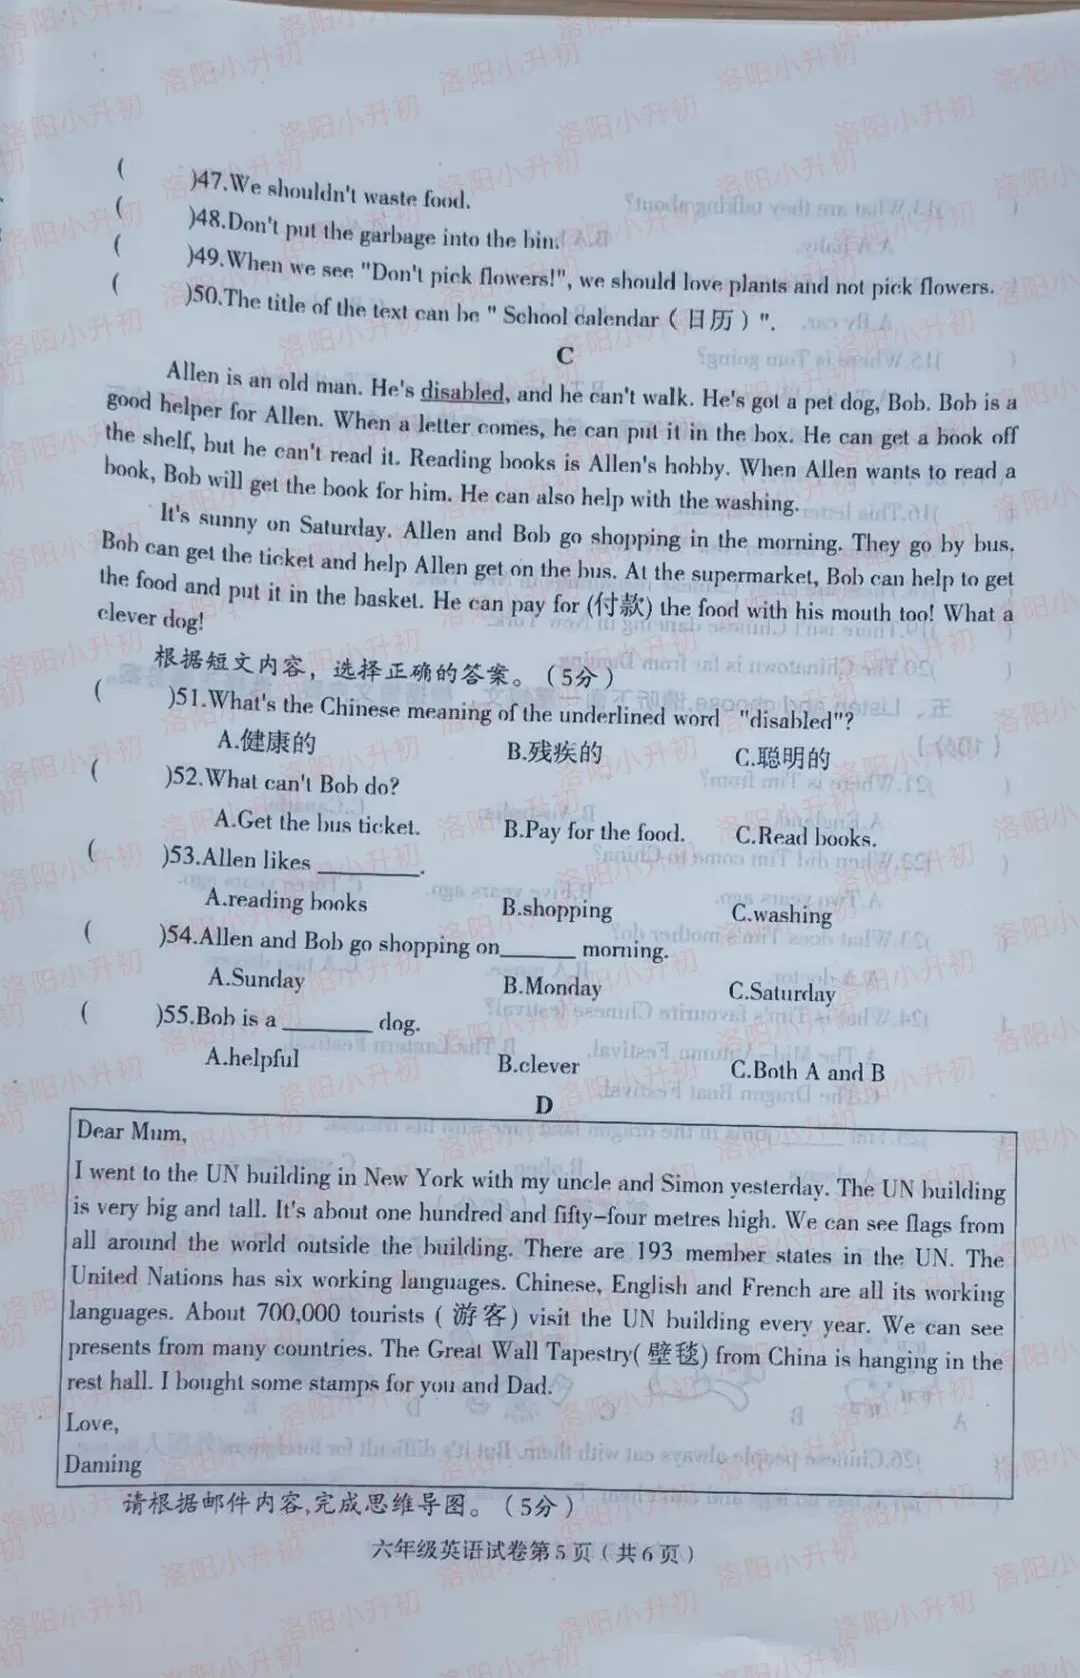 (    )47.We shouldn't waste food.
(    )48.Don't put the garbage into the bin.
(    )49.When we see "Don't pick flowers!", we should love plants and not pick flowers.
(    )50.The title of the text can be " School calendar（日历）".
C
Allen is an old man. He's disabled, and he can't walk. He's got a pet dog, Bob. Bob is a
good helper for Allen. When a letter comes, he can put it in the box. He can get a book off
the shelf, but he can't read it. Reading books is Allen's hobby. When Allen wants to read a
book, Bob will get the book for him. He can also help with the washing.
It's sunny on Saturday. Allen and Bob go shopping in the morning. They go by bus.
Bob can get the ticket and help Allen get on the bus. At the supermarket, Bob can help to get
the food and put it in the basket. He can pay for (付款) the food with his mouth too! What a
clever dog!
根据短文内容，选择正确的答案。（5分）
(    )51.What's the Chinese meaning of the underlined word "disabled"?
A.健康的 B.残疾的 C.聪明的
(    )52.What can't Bob do?
A.Get the bus ticket. B.Pay for the food. C.Read books.
(    )53.Allen likes ________.
A.reading books B.shopping C.washing
(    )54.Allen and Bob go shopping on______ morning.
A.Sunday B.Monday C.Saturday
(    )55.Bob is a _______ dog.
A.helpful B.clever C.Both A and B
D
Dear Mum,
I went to the UN building in New York with my uncle and Simon yesterday. The UN building
is very big and tall. It's about one hundred and fifty-four metres high. We can see flags from
all around the world outside the building. There are 193 member states in the UN. The
United Nations has six working languages. Chinese, English and French are all its working
languages. About 700,000 tourists ( 游客) visit the UN building every year. We can see
presents from many countries. The Great Wall Tapestry( 壁毯) from China is hanging in the
rest hall. I bought some stamps for you and Dad.
Love,
Daming
请根据邮件内容,完成思维导图。（5分）
六年级英语试卷第5页（共6页）